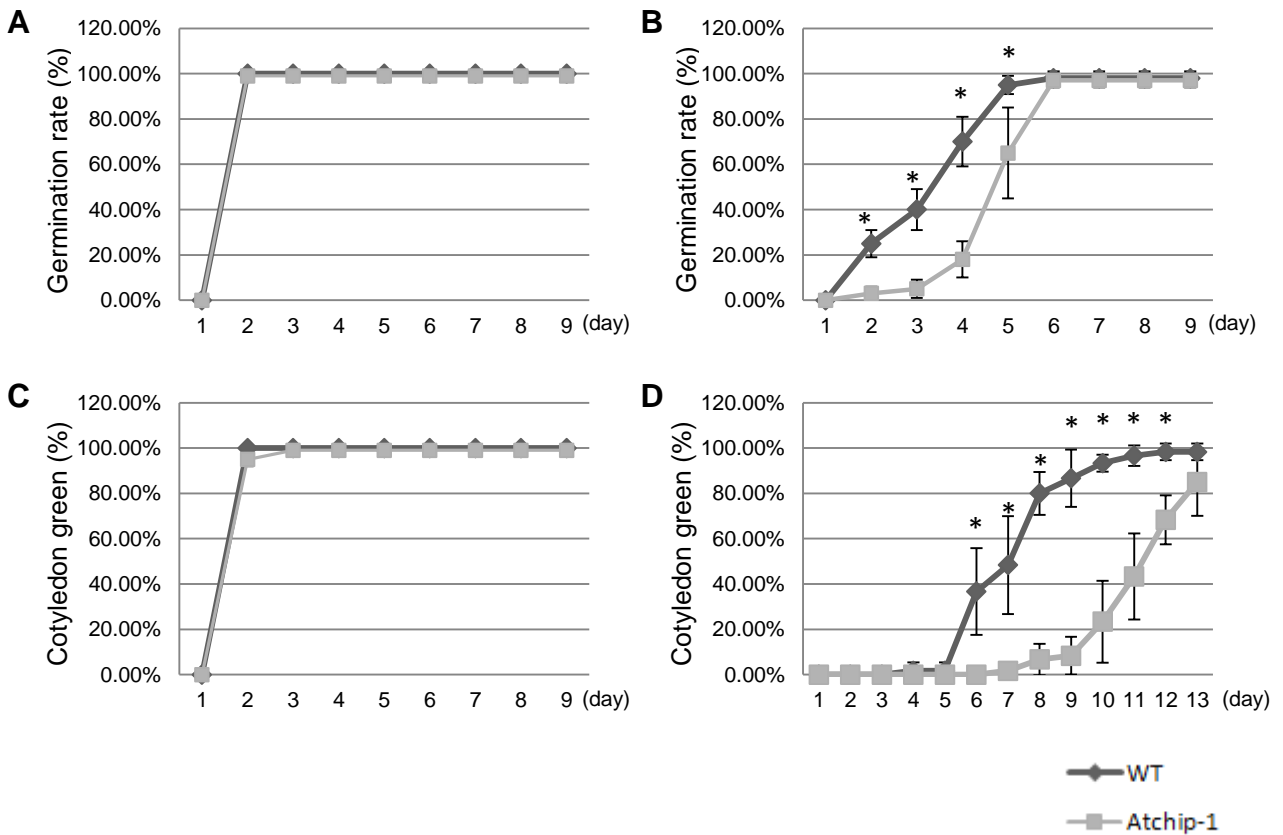 A
120.00%
100.00%
80.00%
60.00%
40.00%
20.00%
0.00%
Germination rate (%)
1 2 3 4 5 6 7 8 9 (day)
B
120.00%
100.00%
80.00%
60.00%
40.00%
20.00%
0.00%
Germination rate (%)
* * * * *
1 2 3 4 5 6 7 8 9 (day)
C
120.00%
100.00%
80.00%
60.00%
40.00%
20.00%
0.00%
Cotyledon green (%)
1 2 3 4 5 6 7 8 9 (day)
D
120.00%
100.00%
80.00%
60.00%
40.00%
20.00%
0.00%
Cotyledon green (%)
* * * * * * *
1 2 3 4 5 6 7 8 9 10 11 12 13 (day)
WT
Atchip-1